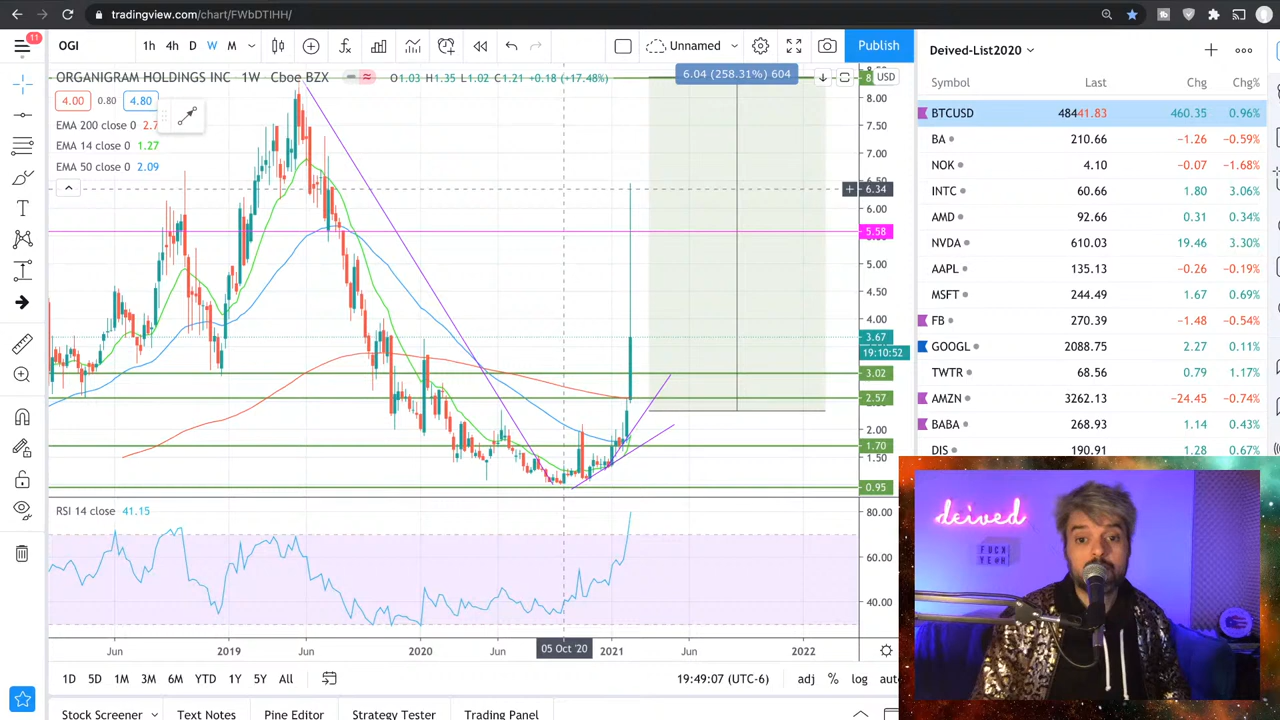 tradingview.com/chart/FWbDTIHH/
11
OGI
1h 4h D W M
Unnamed
Publish
ORGANIGRAM HOLDINGS INC 1W Cboe BZX
O1.03 H1.35 L1.02 C1.21 +0.18 (+17.48%)
6.04 (258.31%) 604
USD
4.00 0.80 4.80
EMA 200 close 0
EMA 14 close 0 1.27
EMA 50 close 0 2.09
8.00
7.50
7.00
6.34
6.00
5.58
5.00
4.50
4.00
3.67
19:10:52
3.02
2.57
2.00
1.70
1.50
0.95
RSI 14 close 41.15
80.00
60.00
40.00
Jun 2019 Jun 2020 Jun 05 Oct '20 2021 Jun 2022
1D 5D 1M 3M 6M YTD 1Y 5Y All
19:49:07 (UTC-6) adj % log
Stock Screener Text Notes Pine Editor Strategy Tester Trading Panel
Deived-List2020
Symbol Last Chg Chg%
BTCUSD 48441.83 460.35 0.96%
BA 210.66 −1.26 −0.59%
NOK 4.10 −0.07 −1.68%
INTC 60.66 1.80 3.06%
AMD 92.66 0.31 0.34%
NVDA 610.03 19.46 3.30%
AAPL 135.13 −0.26 −0.19%
MSFT 244.49 1.67 0.69%
FB 270.39 −1.48 −0.54%
GOOGL 2088.75 2.27 0.11%
TWTR 68.56 0.79 1.17%
AMZN 3262.13 −24.45 −0.74%
BABA 268.93 1.14 0.43%
DIS 190.91 1.28 0.67%
deived
FUCK
YEAH